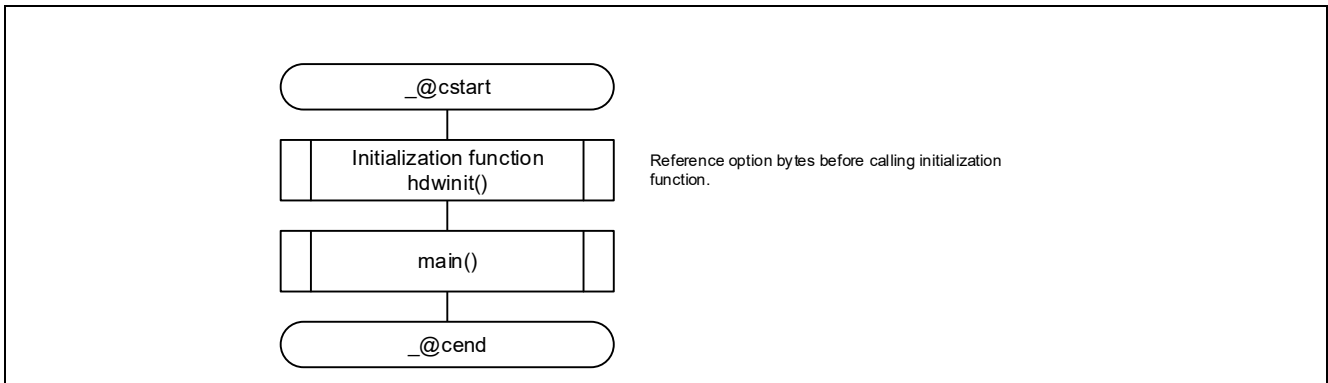 _@cstart
Initialization function
hdwinit()
Reference option bytes before calling initialization
function.
main()
_@cend